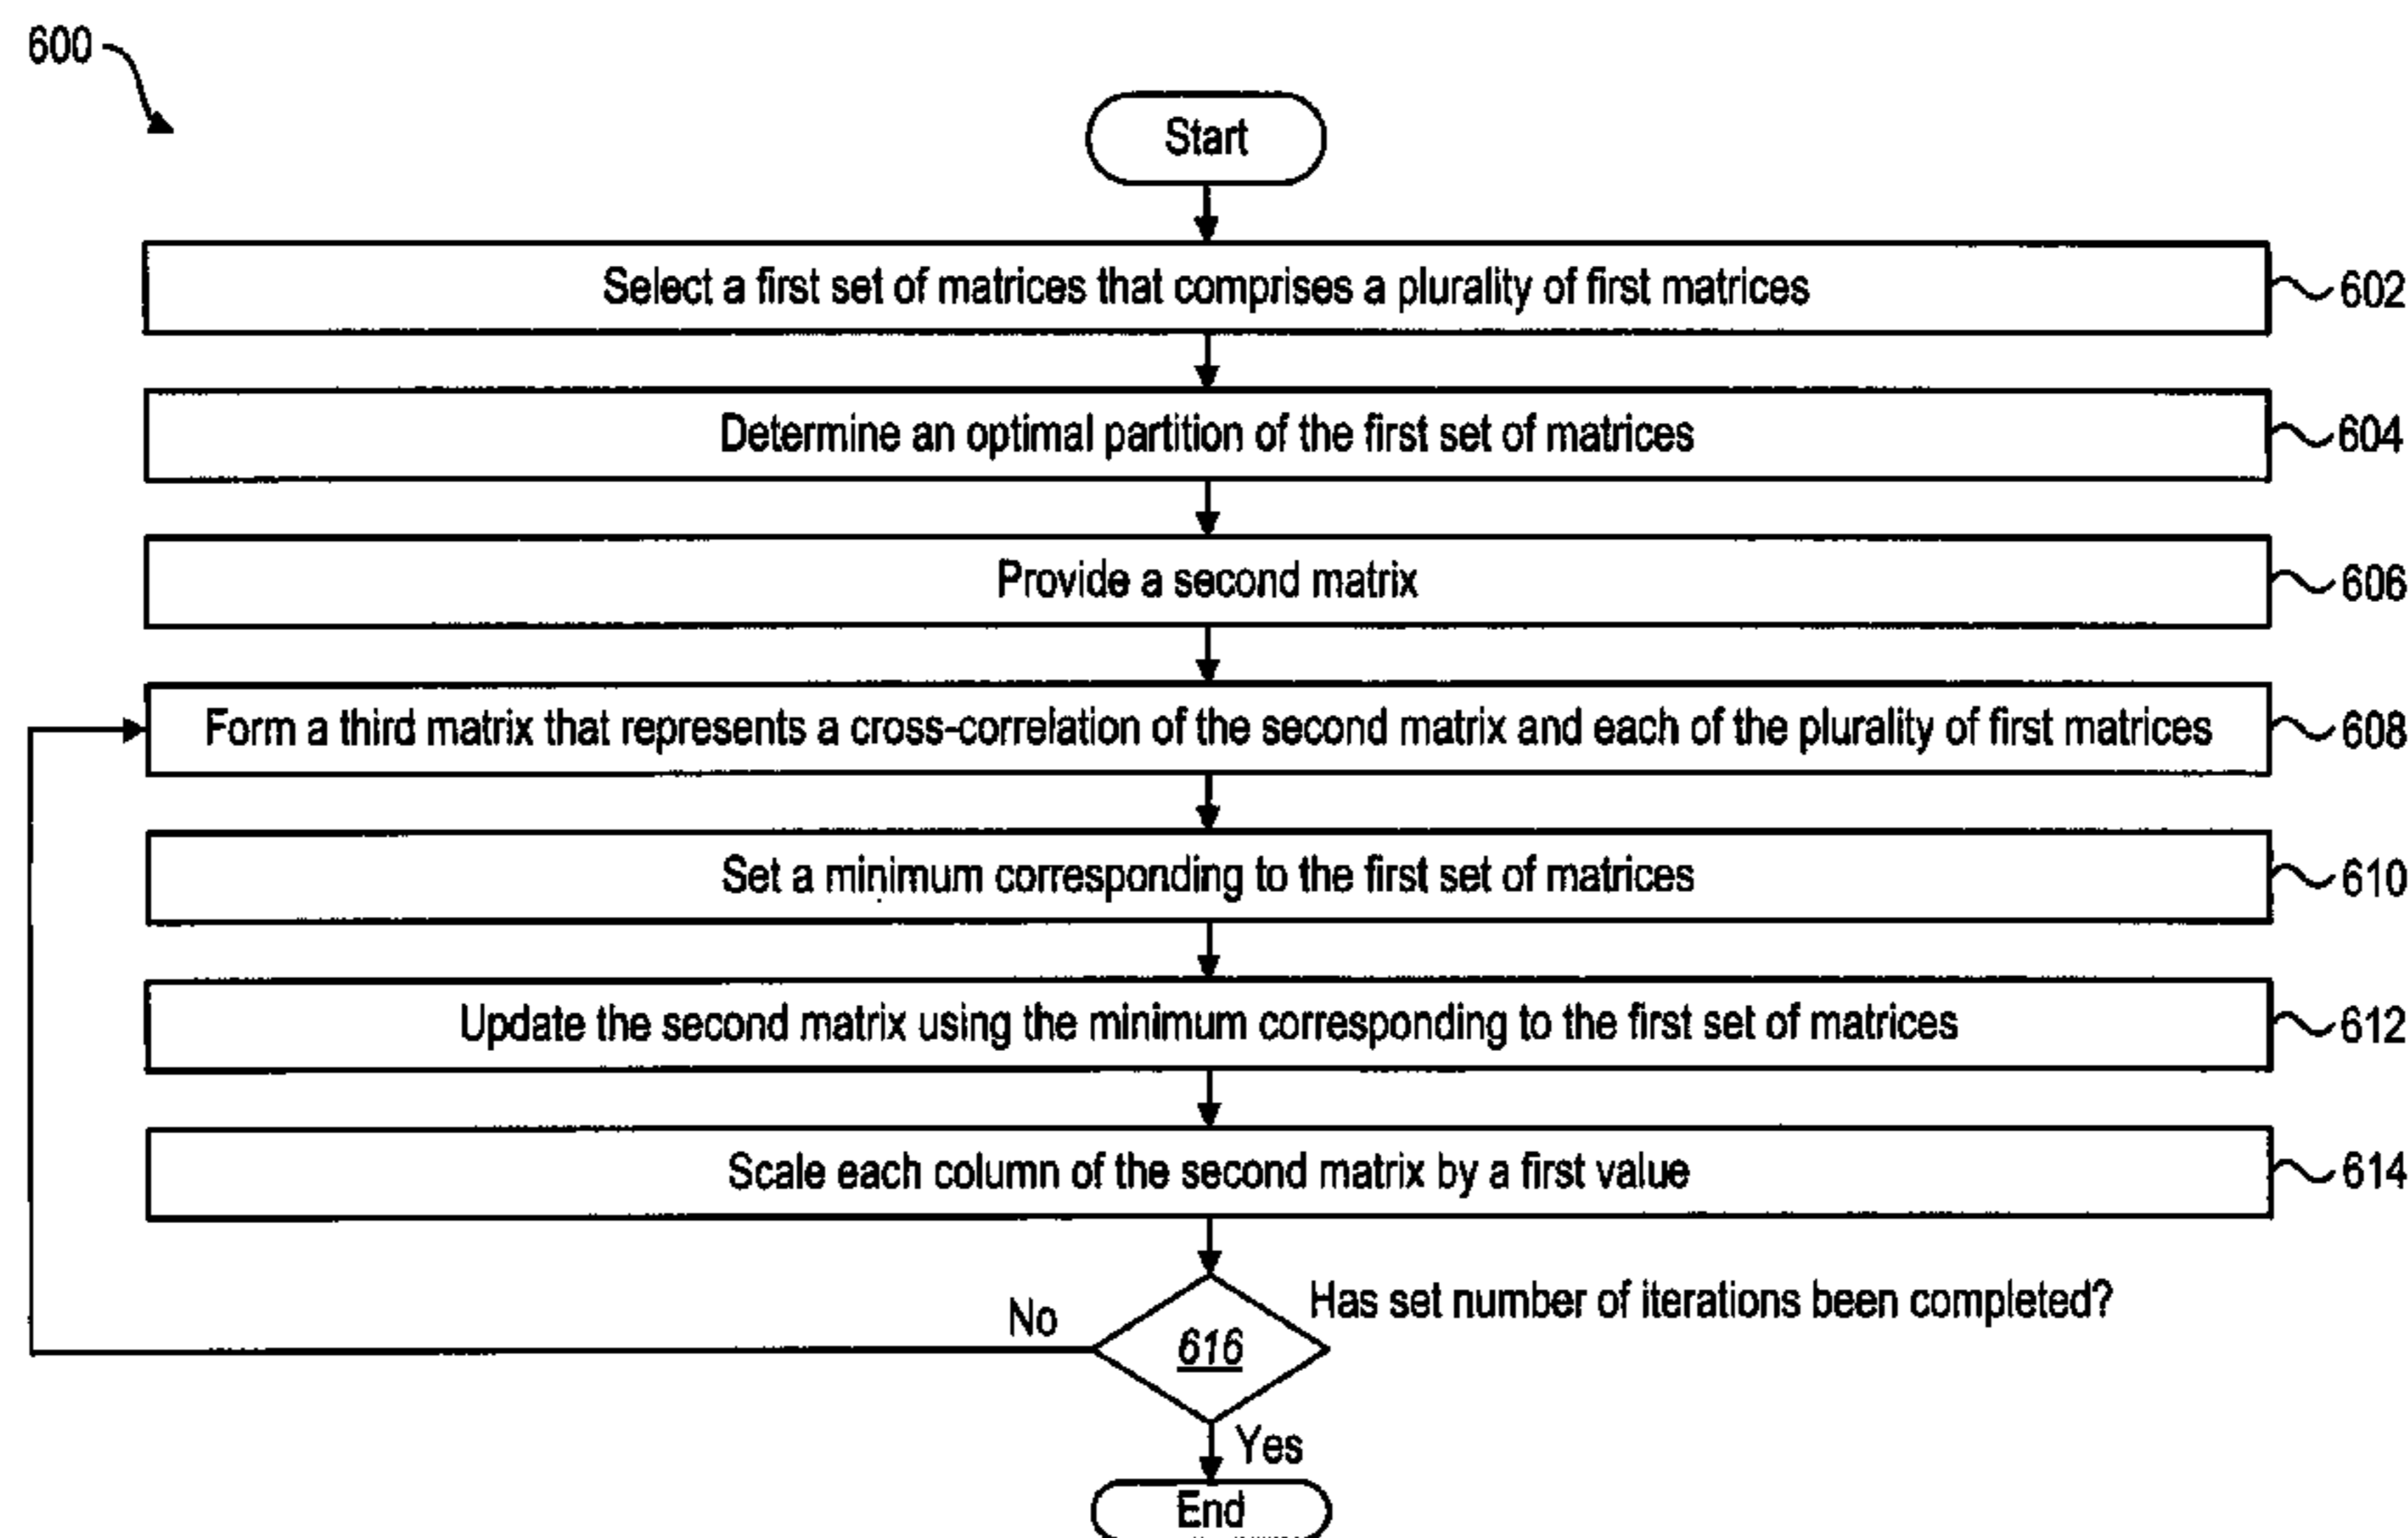 600
Start
Select a first set of matrices that comprises a plurality of first matrices
602
Determine an optimal partition of the first set of matrices
604
Provide a second matrix
606
Form a third matrix that represents a cross-correlation of the second matrix and each of the plurality of first matrices
608
Set a minimum corresponding to the first set of matrices
610
Update the second matrix using the minimum corresponding to the first set of matrices
612
Scale each column of the second matrix by a first value
614
Has set number of iterations been completed?
No
616
Yes
End